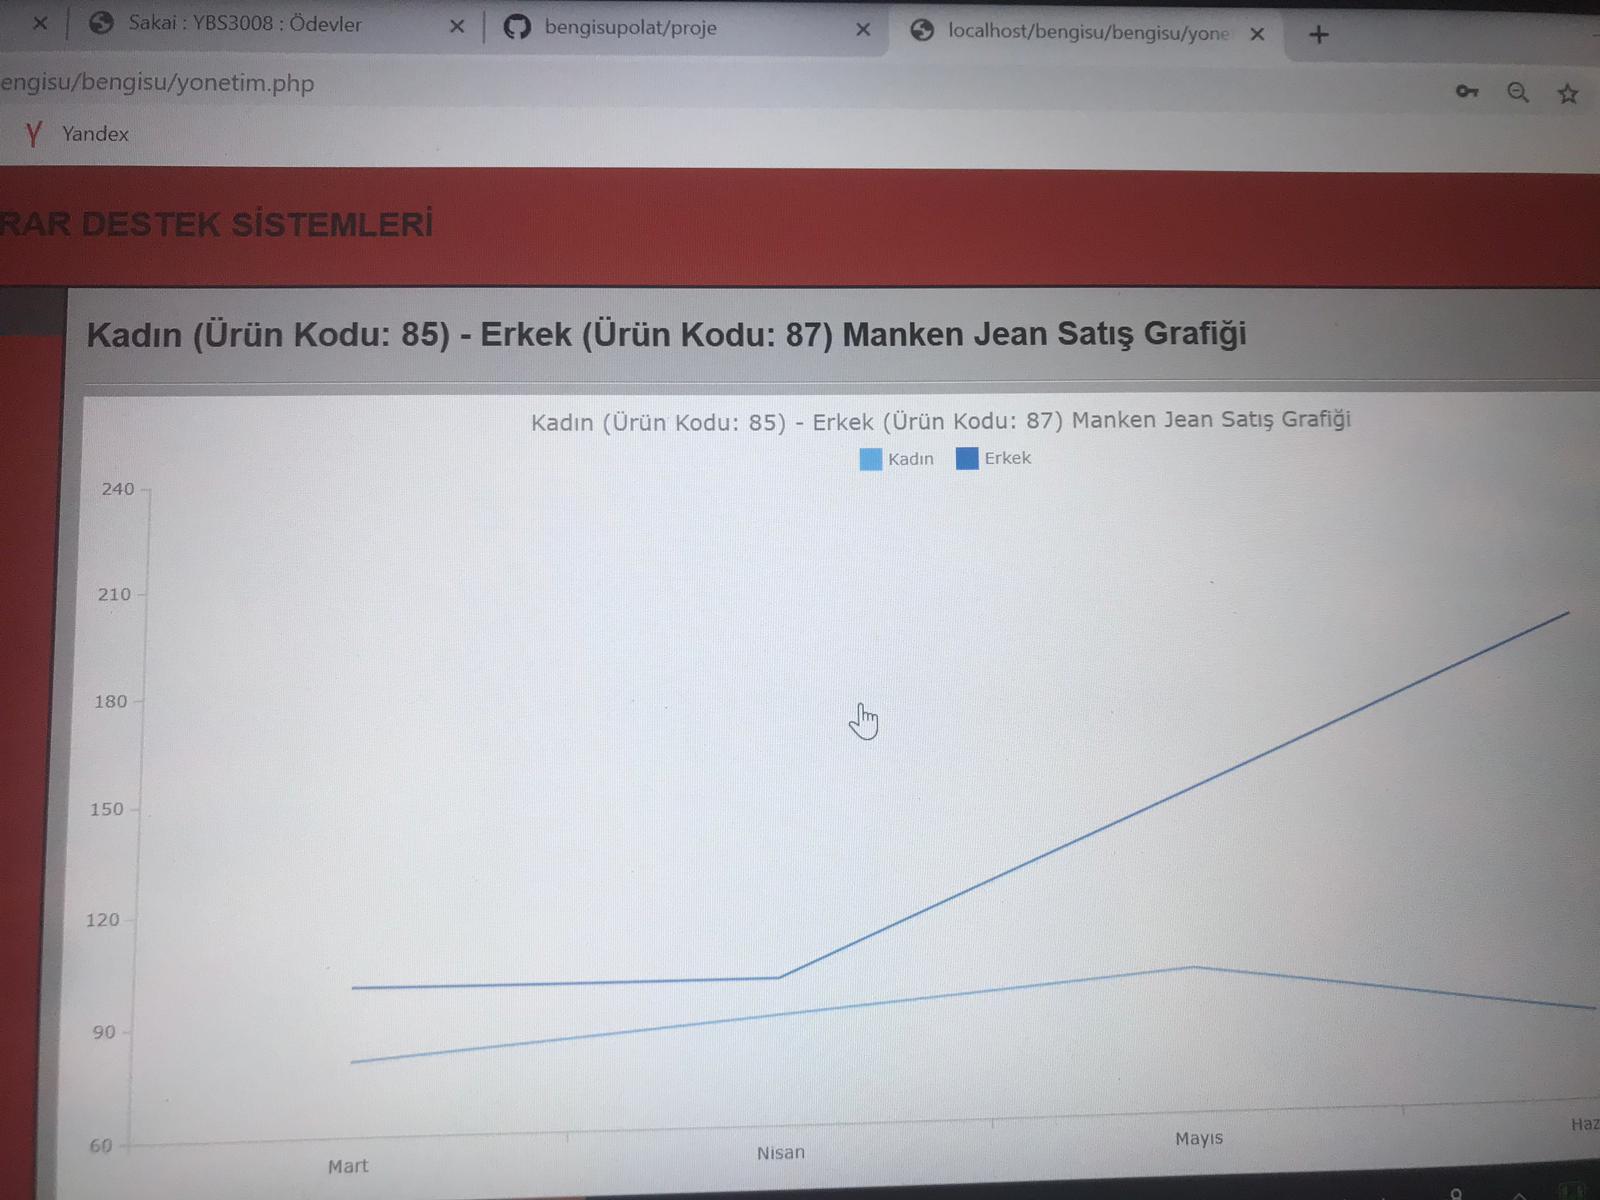 Sakai : YBS3008 : Ödevler
bengisupolat/proje
localhost/bengisu/bengisu/yone
engisu/bengisu/yonetim.php
Yandex
RAR DESTEK SİSTEMLERİ
Kadın (Ürün Kodu: 85) - Erkek (Ürün Kodu: 87) Manken Jean Satış Grafiği
Kadın (Ürün Kodu: 85) - Erkek (Ürün Kodu: 87) Manken Jean Satış Grafiği
Kadın Erkek
240
210
180
150
120
90
60
Mart Nisan Mayıs Haz